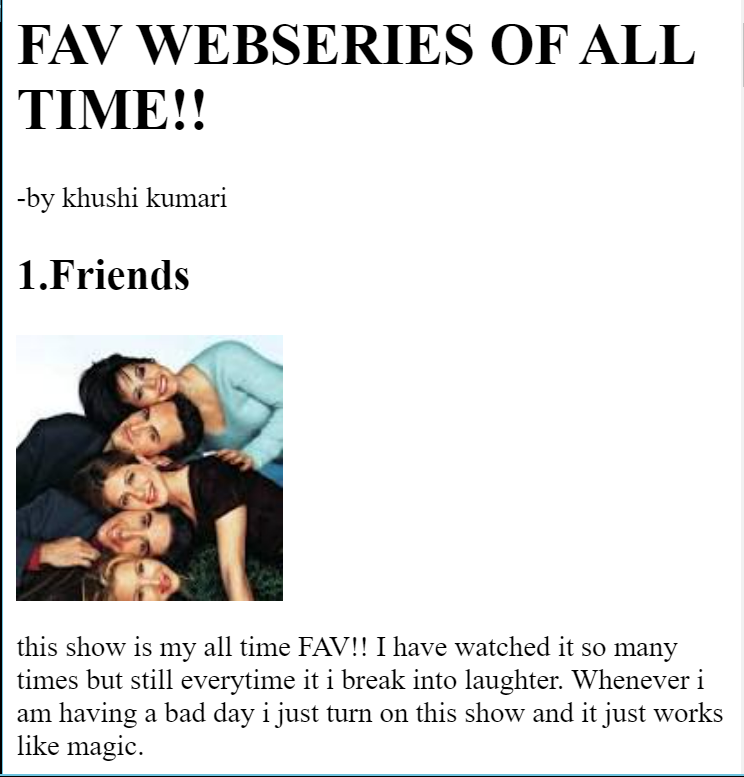 FAV WEBSERIES OF ALL
TIME!!
-by khushi kumari
1.Friends
this show is my all time FAV!! I have watched it so many
times but still everytime it i break into laughter. Whenever i
am having a bad day i just turn on this show and it just works
like magic.